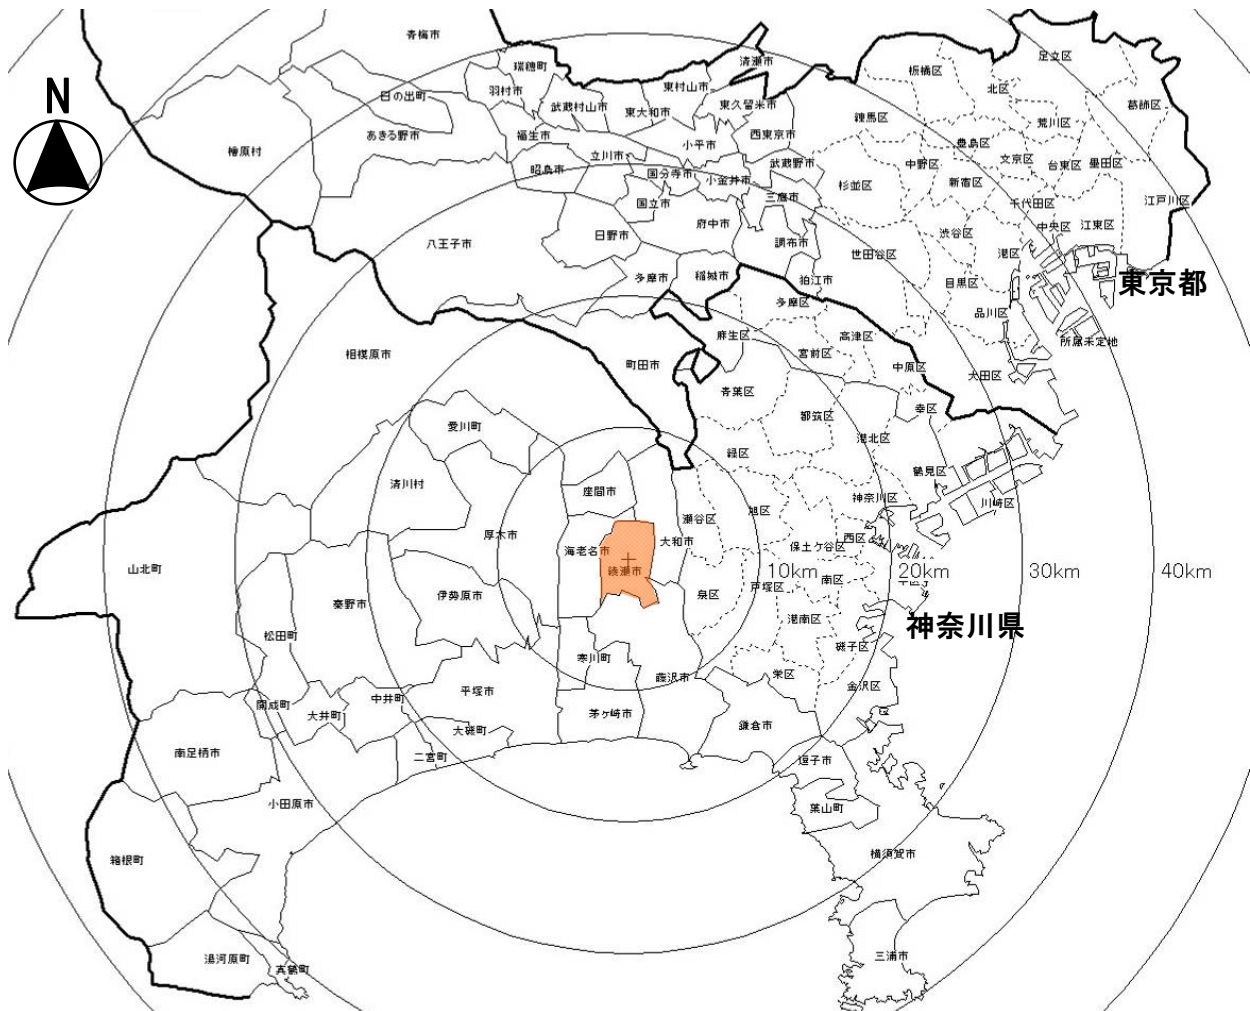 青梅市
瑞穂町
清瀬市
足立区
板橋区
N
日の出町
羽村市
武蔵村山市
東大和市
東村山市
東久留米市
北区
葛飾区
練馬区
荒川区
あきる野市
福生市
小平市
西東京市
豊島区
檜原村
昭島市
立川市
国分寺市
小金井市
武蔵野市
中野区
文京区
台東区
墨田区
杉並区
新宿区
国立市
三鷹市
千代田区
江戸川区
八王子市
日野市
府中市
調布市
渋谷区
中央区
江東区
世田谷区
港区
多摩市
稲城市
狛江市
目黒区
東京都
多摩区
品川区
麻生区
高津区
所属未定地
相模原市
町田市
宮前区
中原区
大田区
青葉区
愛川町
都筑区
幸区
港北区
緑区
鶴見区
清川村
座間市
神奈川区
川崎区
瀬谷区
旭区
厚木市
海老名市
大和市
保土ケ谷区
西区
山北町
綾瀬市
10km
20km
30km
40km
秦野市
伊勢原市
泉区
戸塚区
南区
松田町
港南区
神奈川県
磯子区
寒川町
藤沢市
栄区
金沢区
開成町
大井町
中井町
平塚市
茅ヶ崎市
鎌倉市
大磯町
南足柄市
二宮町
逗子市
小田原市
葉山町
箱根町
横須賀市
湯河原町
真鶴町
三浦市